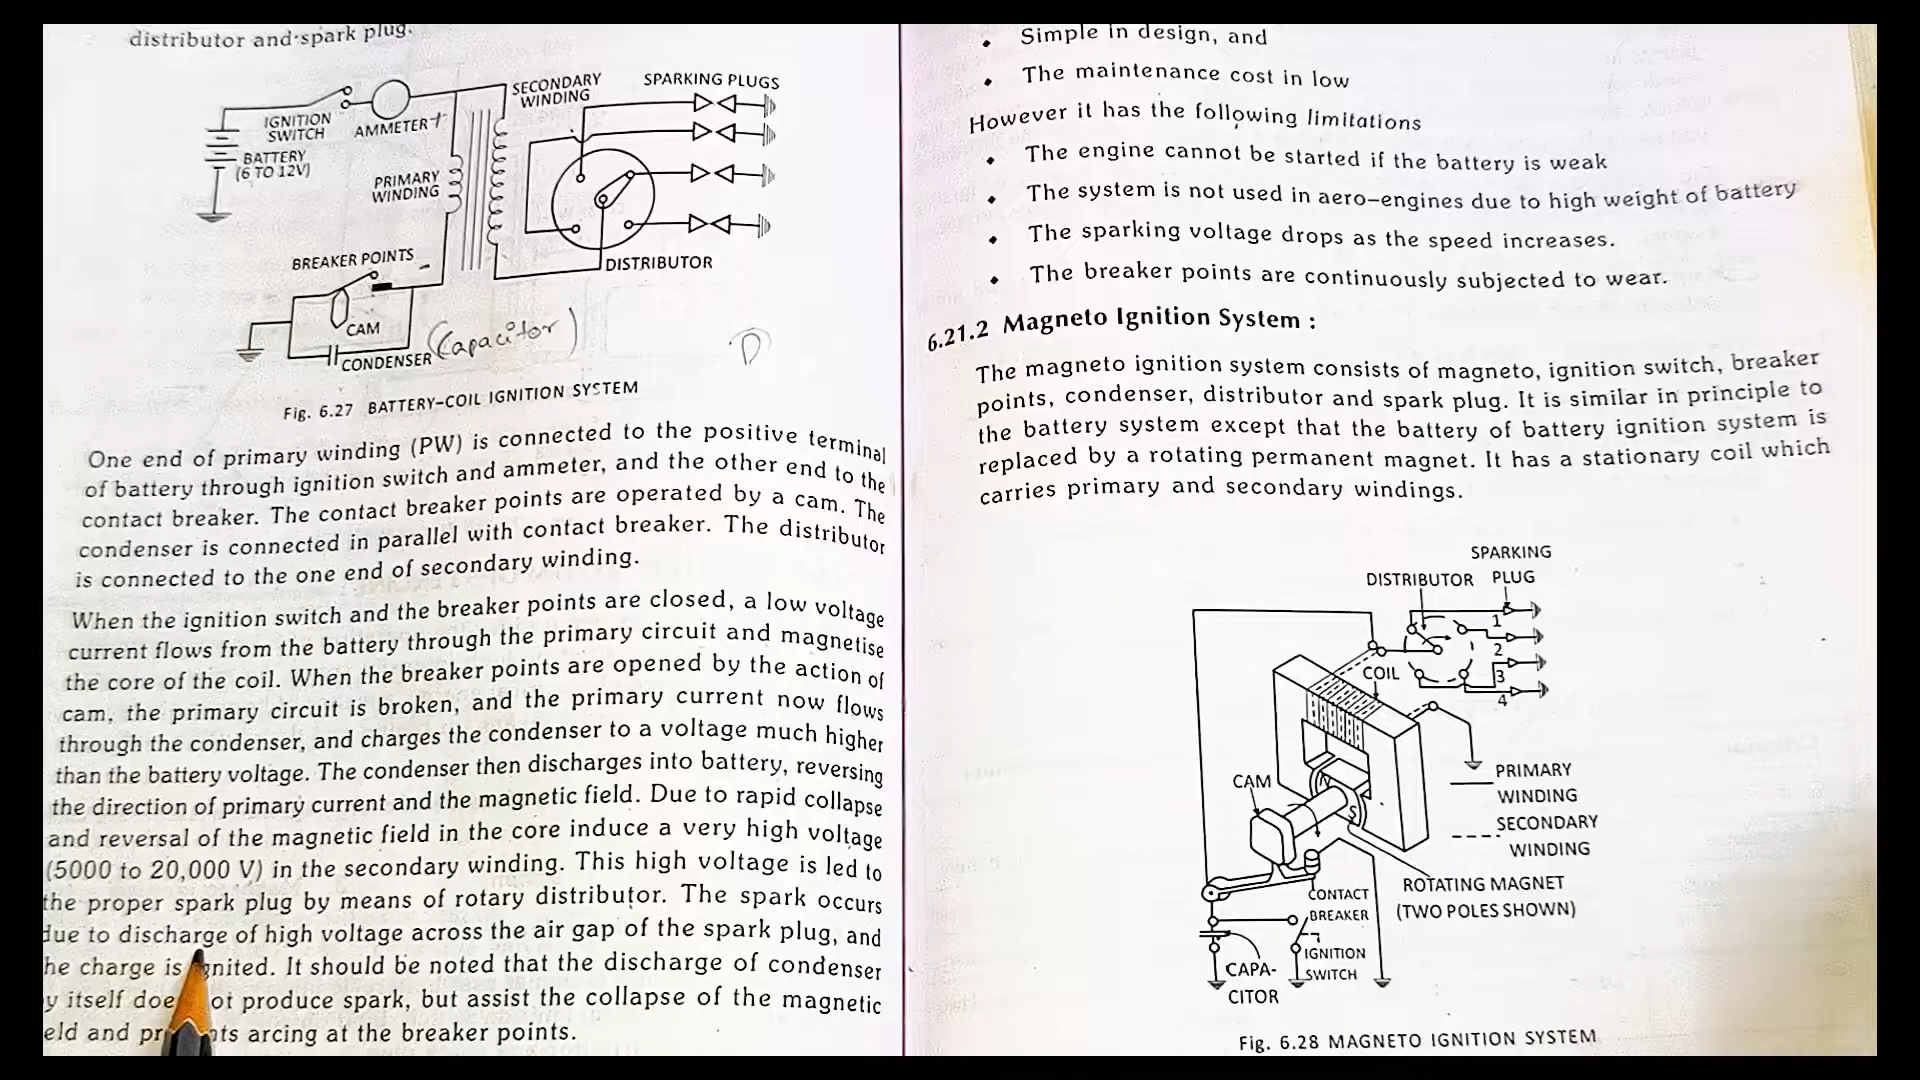 distributor and spark plug.
SECONDARY WINDING
SPARKING PLUGS
IGNITION SWITCH
AMMETER +
BATTERY (6 TO 12V)
PRIMARY WINDING
BREAKER POINTS -
DISTRIBUTOR
CAM
CONDENSER (Capacitor)
D
Fig. 6.27 BATTERY-COIL IGNITION SYSTEM
One end of primary winding (PW) is connected to the positive terminal
of battery through ignition switch and ammeter, and the other end to the
contact breaker. The contact breaker points are operated by a cam. The
condenser is connected in parallel with contact breaker. The distributor
is connected to the one end of secondary winding.
When the ignition switch and the breaker points are closed, a low voltage
current flows from the battery through the primary circuit and magnetise
the core of the coil. When the breaker points are opened by the action of
cam, the primary circuit is broken, and the primary current now flows
through the condenser, and charges the condenser to a voltage much higher
than the battery voltage. The condenser then discharges into battery, reversing
the direction of primary current and the magnetic field. Due to rapid collapse
and reversal of the magnetic field in the core induce a very high voltage
(5000 to 20,000 V) in the secondary winding. This high voltage is led to
the proper spark plug by means of rotary distributor. The spark occurs
due to discharge of high voltage across the air gap of the spark plug, and
he charge is ignited. It should be noted that the discharge of condenser
y itself doe ot produce spark, but assist the collapse of the magnetic
eld and pr nts arcing at the breaker points.
• Simple in design, and
• The maintenance cost in low
However it has the following limitations
• The engine cannot be started if the battery is weak
• The system is not used in aero-engines due to high weight of battery
• The sparking voltage drops as the speed increases.
• The breaker points are continuously subjected to wear.
6.21.2 Magneto Ignition System :
The magneto ignition system consists of magneto, ignition switch, breaker
points, condenser, distributor and spark plug. It is similar in principle to
the battery system except that the battery of battery ignition system is
replaced by a rotating permanent magnet. It has a stationary coil which
carries primary and secondary windings.
SPARKING PLUG
DISTRIBUTOR
1
2
3
4
COIL
CAM
N
S
PRIMARY WINDING
SECONDARY WINDING
ROTATING MAGNET
(TWO POLES SHOWN)
CONTACT BREAKER
IGNITION SWITCH
CAPA-
CITOR
Fig. 6.28 MAGNETO IGNITION SYSTEM